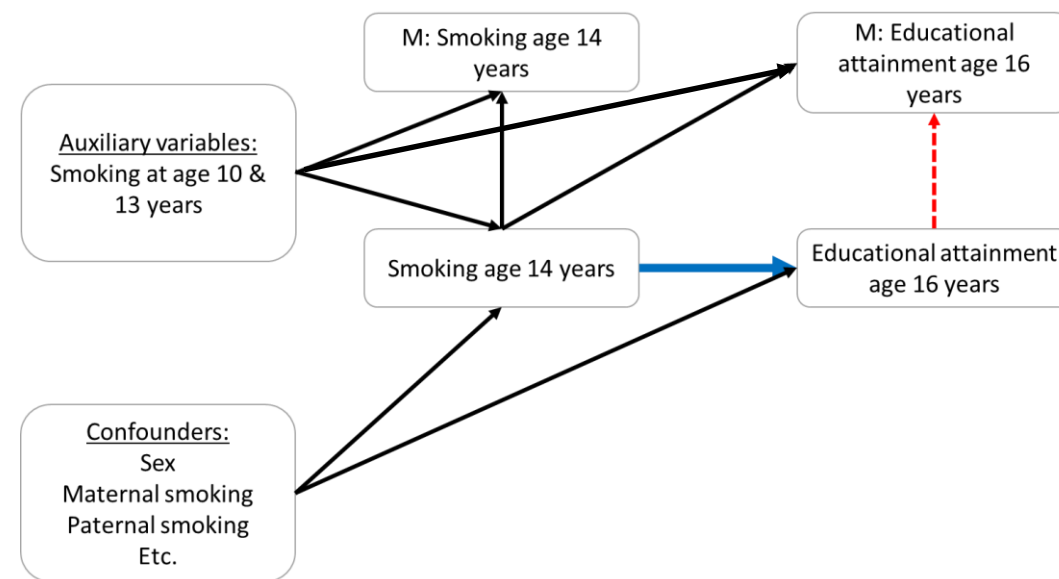 M: Smoking age 14
years
M: Educational
attainment age 16
years
Auxiliary variables:
Smoking at age 10 &
13 years
Smoking age 14 years
Educational attainment
age 16 years
Confounders:
Sex
Maternal smoking
Paternal smoking
Etc.